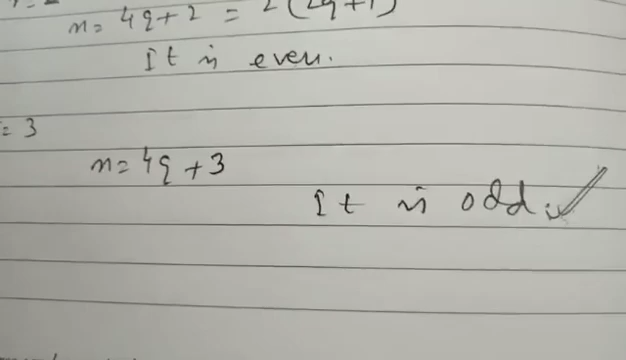 n= 4q+2 = 2(2q+1)
It is even.
= 3
n= 4q +3
It is odd.